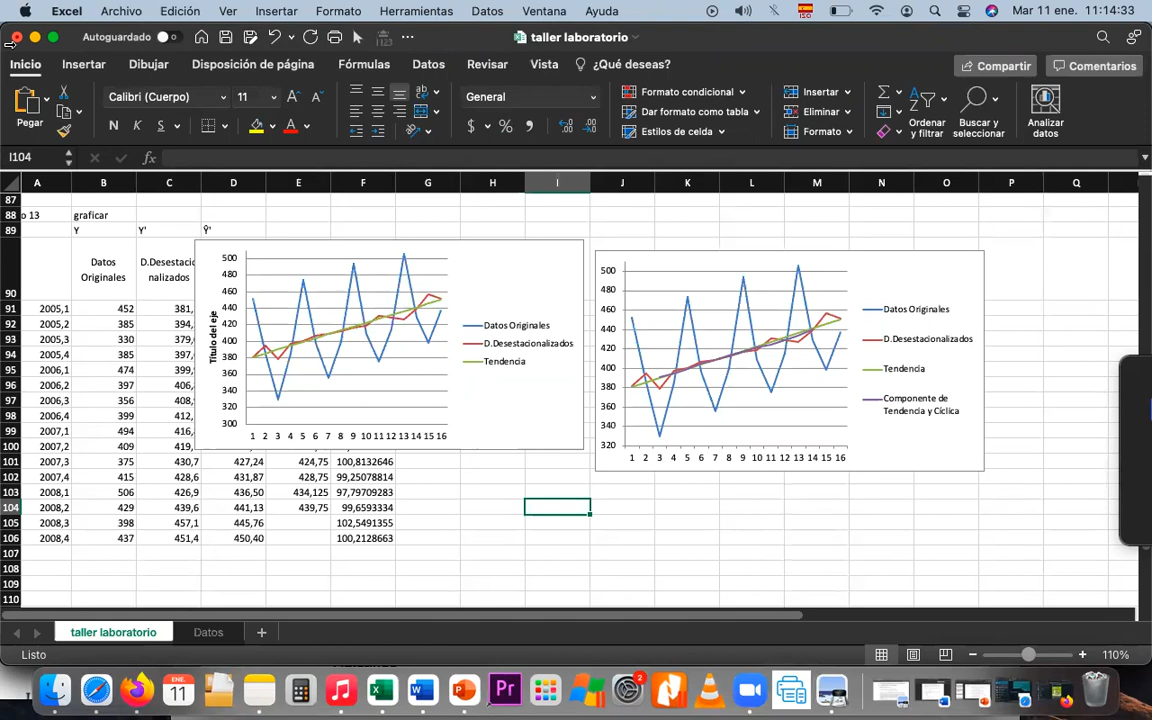 Excel Archivo Edición Ver Insertar Formato Herramientas Datos Ventana Ayuda ISO Mar 11 ene. 11:14:33
Autoguardado taller laboratorio
Inicio Insertar Dibujar Disposición de página Fórmulas Datos Revisar Vista ¿Qué deseas? Compartir Comentarios
Pegar Calibri (Cuerpo) 11 General Formato condicional Dar formato como tabla Estilos de celda Insertar Eliminar Formato Ordenar y filtrar Buscar y seleccionar Analizar datos
N K S A $ %
I104 fx
A B C D E F G H I J K L M N O P Q
87
88 o 13 graficar
89 Y Y' Ŷ'
90 Datos Originales D.Desestacio nalizados
91 2005,1 452 381,
92 2005,2 385 394,
93 2005,3 330 379,
94 2005,4 385 397,
95 2006,1 474 399,
96 2006,2 397 406,
97 2006,3 356 408,
98 2006,4 399 412,
99 2007,1 494 416,
100 2007,2 409 419,
101 2007,3 375 430,7 427,24 424,75 100,8132646
102 2007,4 415 428,6 431,87 428,75 99,25078814
103 2008,1 506 426,9 436,50 434,125 97,79709283
104 2008,2 429 439,6 441,13 439,75 99,6593334
105 2008,3 398 457,1 445,76 102,5491355
106 2008,4 437 451,4 450,40 100,2128663
107
108
109
110
Título del eje
500
480
460
440
420
400
380
360
340
320
300
1 2 3 4 5 6 7 8 9 10 11 12 13 14 15 16
Datos Originales
D.Desestacionalizados
Tendencia
500
480
460
440
420
400
380
360
340
320
1 2 3 4 5 6 7 8 9 10 11 12 13 14 15 16
Datos Originales
D.Desestacionalizados
Tendencia
Componente de
Tendencia y Cíclica
taller laboratorio Datos
Listo 110%
ENE.
11 Pr 2